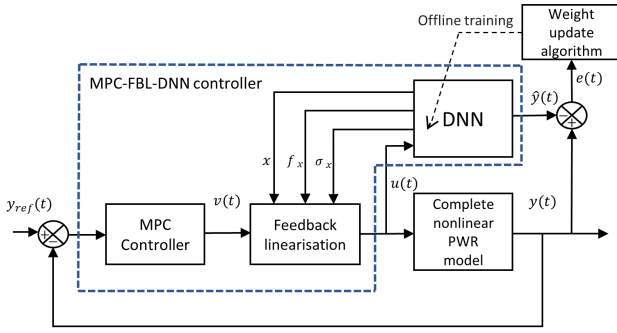 Offline training
Weight
update
algorithm
e(t)
MPC-FBL-DNN controller
ŷ(t)
DNN
x
f_x
σ_x
u(t)
y_ref(t)
v(t)
y(t)
MPC
Controller
Feedback
linearisation
Complete
nonlinear
PWR
model